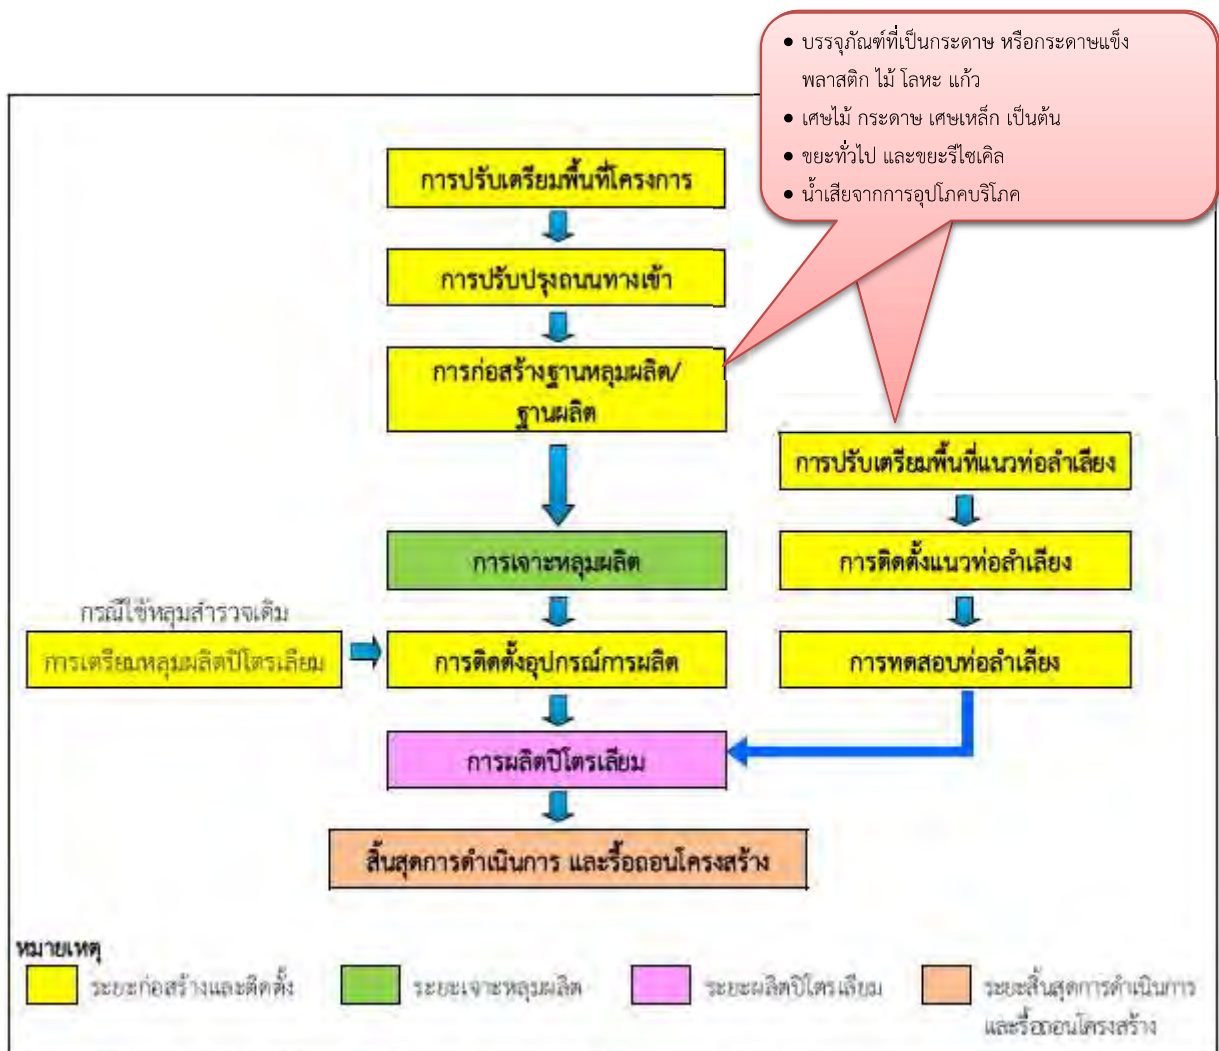 • บรรจุภัณฑ์ที่เป็นกระดาษ หรือกระดาษแข็ง
พลาสติก ไม้ โลหะ แก้ว
• เศษไม้ กระดาษ เศษเหล็ก เป็นต้น
• ขยะทั่วไป และขยะรีไซเคิล
• น้ำเสียจากการอุปโภคบริโภค
การปรับเตรียมพื้นที่โครงการ
การปรับปรุงถนนทางเข้า
การก่อสร้างฐานหลุมผลิต/
ฐานผลิต
การปรับเตรียมพื้นที่แนวท่อลำเลียง
การเจาะหลุมผลิต
การติดตั้งแนวท่อลำเลียง
กรณีใช้หลุมสำรวจเดิม
การเตรียมหลุมผลิตปิโตรเลียม
การติดตั้งอุปกรณ์การผลิต
การทดสอบท่อลำเลียง
การผลิตปิโตรเลียม
สิ้นสุดการดำเนินการ และรื้อถอนโครงสร้าง
หมายเหตุ
ระยะก่อสร้างและติดตั้ง
ระยะเจาะหลุมผลิต
ระยะผลิตปิโตรเลียม
ระยะสิ้นสุดการดำเนินการ
และรื้อถอนโครงสร้าง